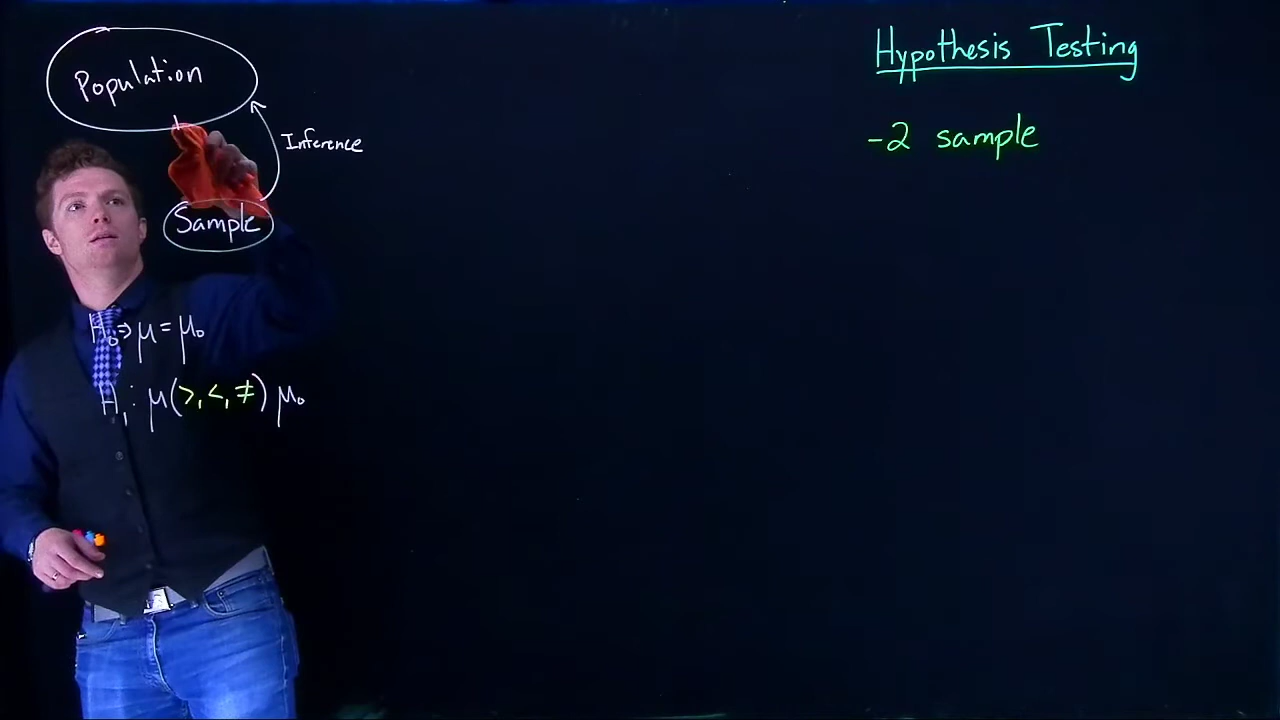 Population
Inference
Sample
H₀ ⇒ μ = μ₀
H₁ : μ (>, <, ≠) μ₀
Hypothesis Testing
- 2 sample